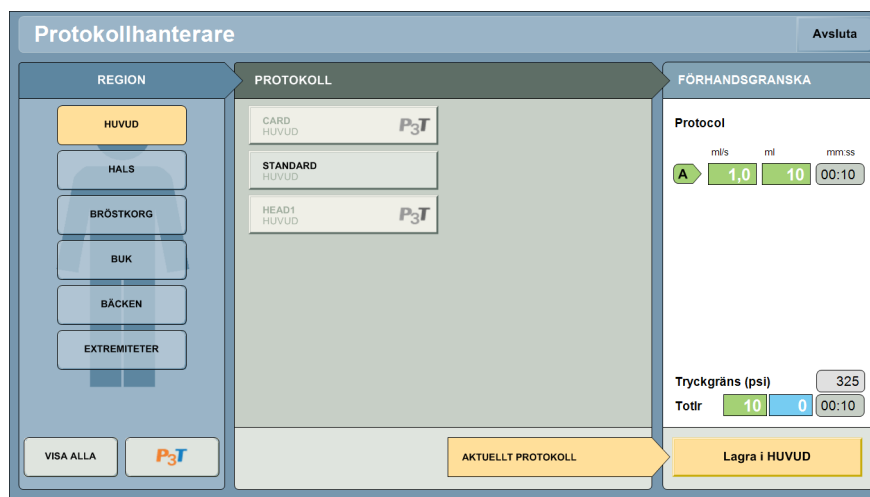 Protokollhanterare
Avsluta
REGION
HUVUD
HALS
BRÖSTKORG
BUK
BÄCKEN
EXTREMITETER
VISA ALLA
P3T
PROTOKOLL
CARD
HUVUD
P3T
STANDARD
HUVUD
HEAD1
HUVUD
P3T
AKTUELLT PROTOKOLL
FÖRHANDSGRANSKA
Protocol
ml/s ml mm:ss
A 1,0 10 00:10
Tryckgräns (psi) 325
Totlr 10 0 00:10
Lagra i HUVUD